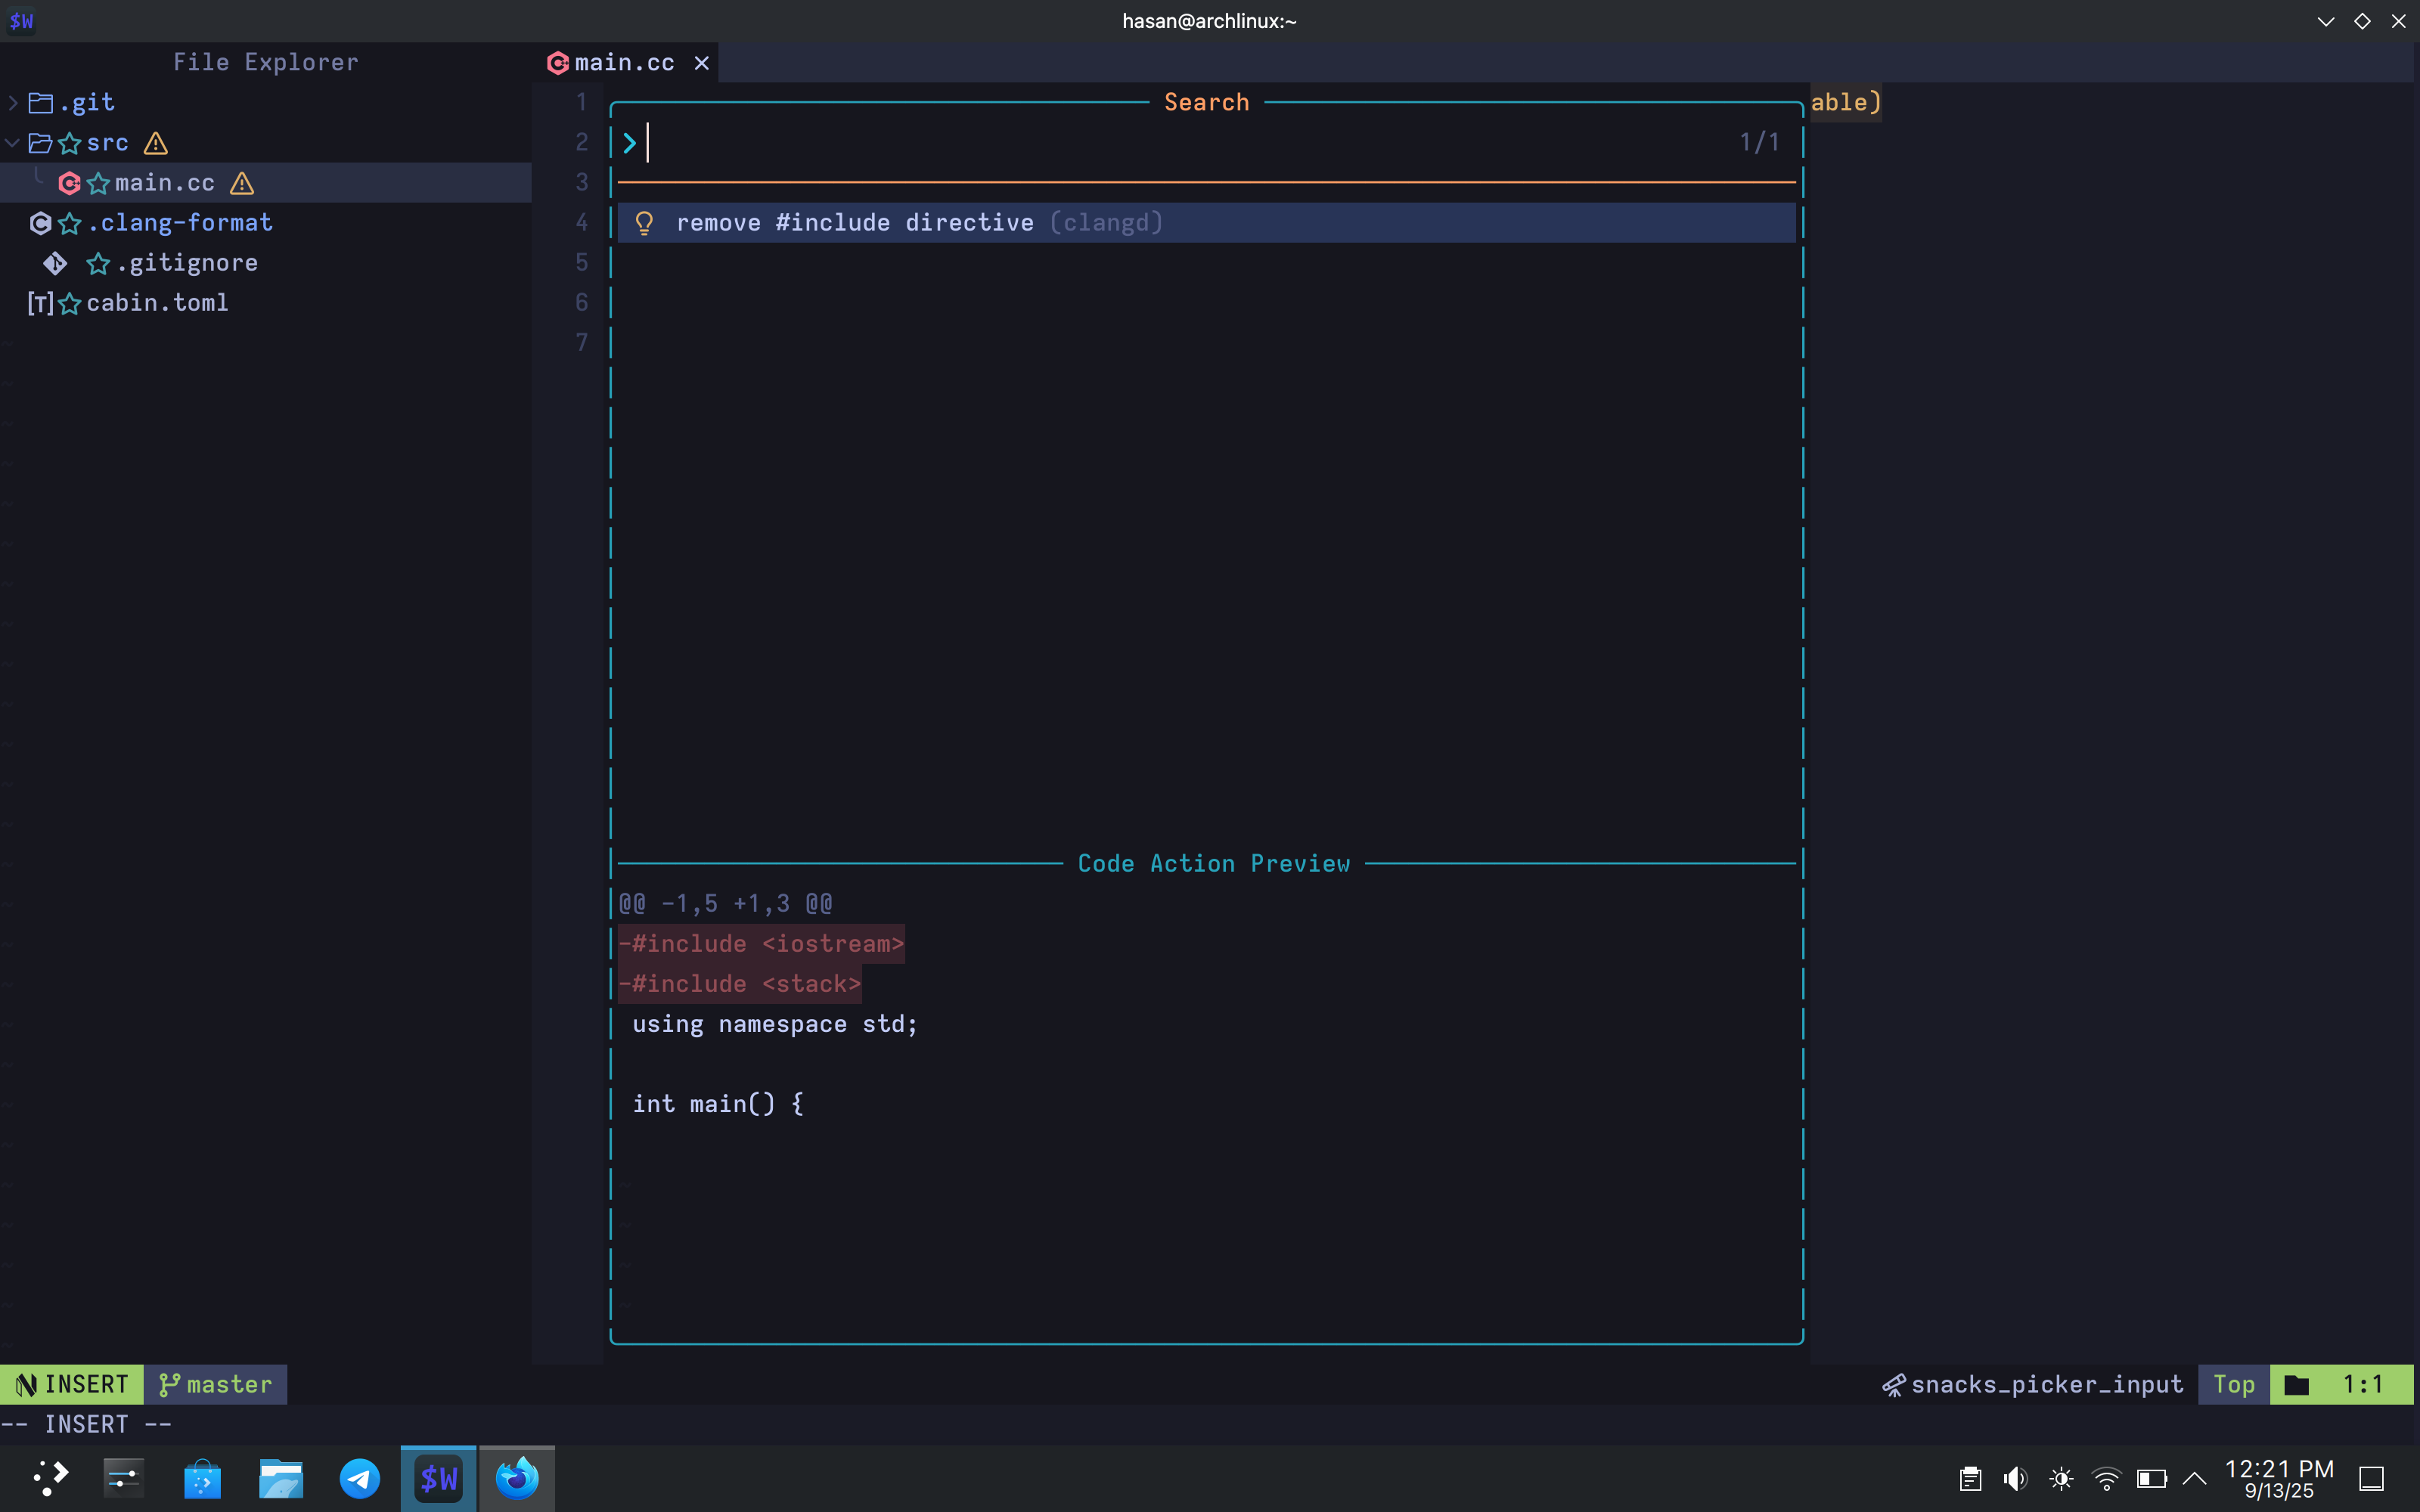 $W hasan@archlinux:~
File Explorer
main.cc
.git
src
main.cc
.clang-format
.gitignore
[T] cabin.toml
1
2
3
4
5
6
7
Search
able)
1/1
remove #include directive (clangd)
Code Action Preview
@@ -1,5 +1,3 @@
-#include <iostream>
-#include <stack>
using namespace std;
int main() {
INSERT master
snacks_picker_input Top 1:1
-- INSERT --
$W
12:21 PM
9/13/25